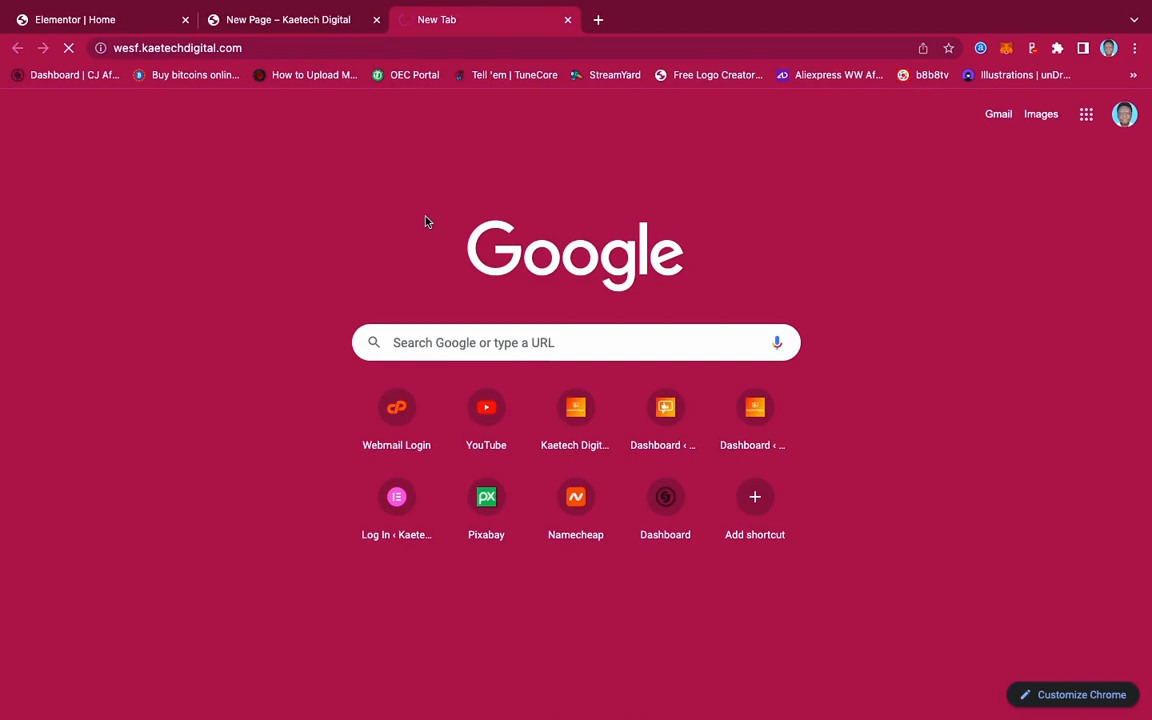 Elementor | Home
New Page – Kaetech Digital
New Tab
wesf.kaetechdigital.com
Dashboard | CJ Af...
Buy bitcoins onlin...
How to Upload M...
OEC Portal
Tell 'em | TuneCore
StreamYard
Free Logo Creator...
Aliexpress WW Af...
b8b8tv
Illustrations | unDr...
»
Gmail
Images
Google
Search Google or type a URL
Webmail Login
YouTube
Kaetech Digit...
Dashboard ‹ ...
Dashboard ‹ ...
Log In ‹ Kaete...
Pixabay
Namecheap
Dashboard
Add shortcut
Customize Chrome